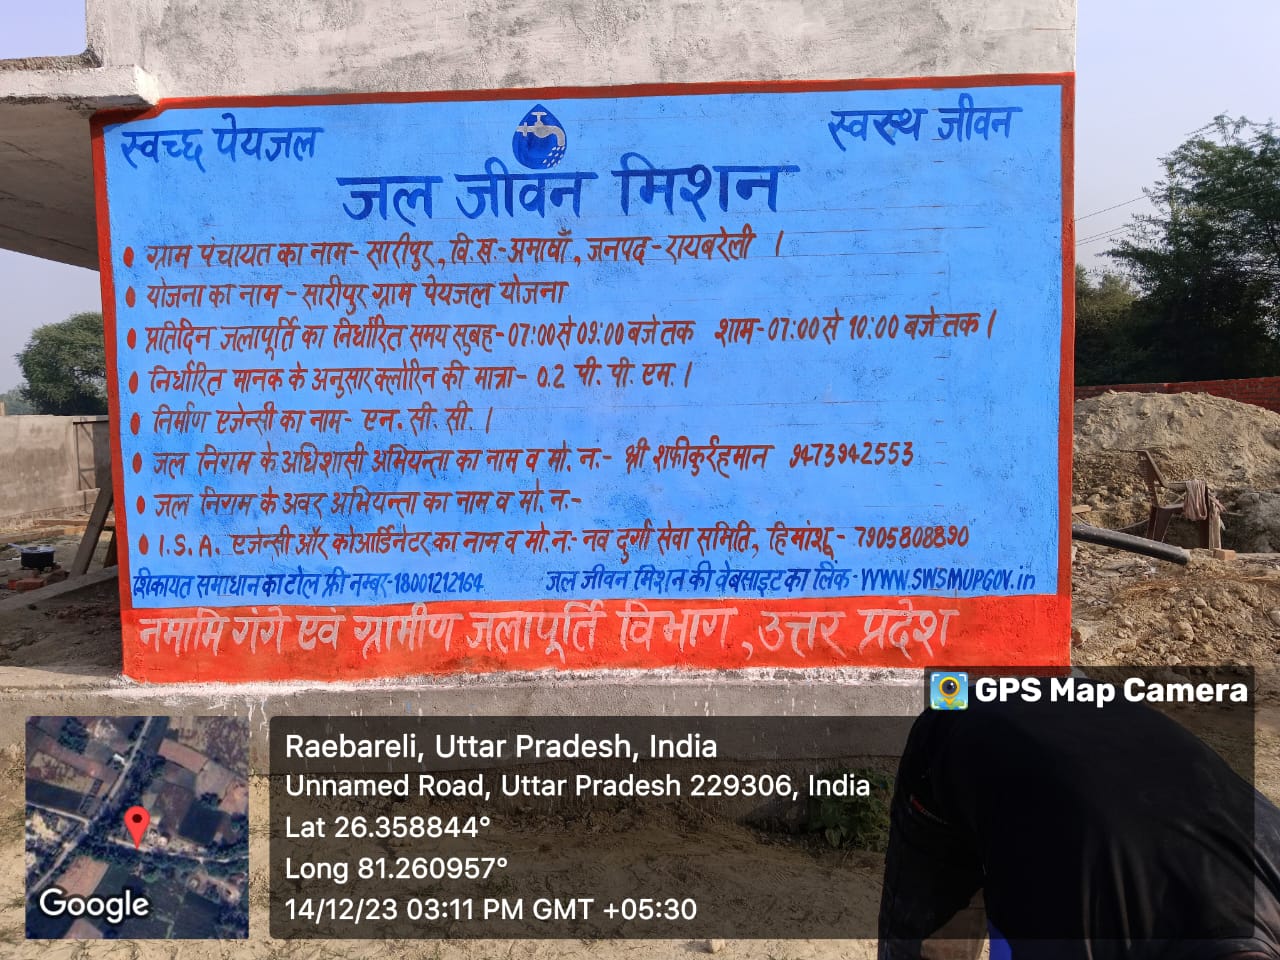 स्वच्छ पेयजल
स्वस्थ जीवन
जल जीवन मिशन
• ग्राम पंचायत का नाम- सारीपुर, वि.ख.-अमावाँ, जनपद-रायबरेली ।
• योजना का नाम - सारीपुर ग्राम पेयजल योजना
• प्रतिदिन जलापूर्ति का निर्धारित समय सुबह-07:00 से 09:00 बजे तक शाम-07:00 से 10:00 बजे तक ।
• निर्धारित मानक के अनुसार क्लोरिन की मात्रा- 0.2 पी. पी. एम. ।
• निर्माण एजेन्सी का नाम- एन. सी. सी. ।
• जल निगम के अधिशासी अभियन्ता का नाम व मो. न.:- श्री शफीकुर्रहमान 9473942553
• जल निगम के अवर अभियन्ता का नाम व मो. न.:-
• I.S.A. एजेन्सी और कोआर्डिनेटर का नाम व मो.न:- नव दुर्गा सेवा समिति, हिमांशू- 7905808890
शिकायत समाधान का टोल फ्री नम्बर-18001212164 जल जीवन मिशन की वेबसाइट का लिंक-WWW.SWSMUPGOV.in
नमामि गंगे एवं ग्रामीण जलापूर्ति विभाग, उत्तर प्रदेश
GPS Map Camera
Raebareli, Uttar Pradesh, India
Unnamed Road, Uttar Pradesh 229306, India
Lat 26.358844°
Long 81.260957°
14/12/23 03:11 PM GMT +05:30
Google